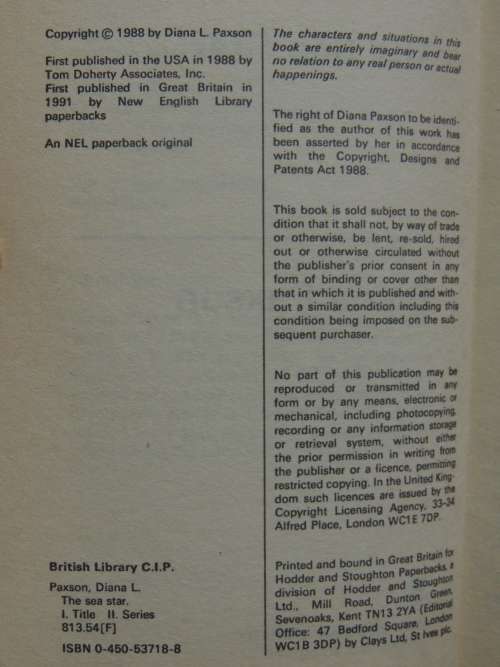 Copyright © 1988 by Diana L. Paxson
First published in the USA in 1988 by
Tom Doherty Associates, Inc.
First published in Great Britain in
1991 by New English Library
paperbacks
An NEL paperback original
British Library C.I.P.
Paxson, Diana L.
The sea star.
I. Title II. Series
813.54[F]
ISBN 0-450-53718-8
The characters and situations in this
book are entirely imaginary and bear
no relation to any real person or actual
happenings.
The right of Diana Paxson to be identi-
fied as the author of this work has
been asserted by her in accordance
with the Copyright, Designs and
Patents Act 1988.
This book is sold subject to the con-
dition that it shall not, by way of trade
or otherwise, be lent, re-sold, hired
out or otherwise circulated without
the publisher's prior consent in any
form of binding or cover other than
that in which it is published and with-
out a similar condition including this
condition being imposed on the sub-
sequent purchaser.
No part of this publication may be
reproduced or transmitted in any
form or by any means, electronic or
mechanical, including photocopying,
recording or any information storage
or retrieval system, without either
the prior permission in writing from
the publisher or a licence, permitting
restricted copying. In the United King-
dom such licences are issued by the
Copyright Licensing Agency, 33-34
Alfred Place, London WC1E 7DP.
Printed and bound in Great Britain for
Hodder and Stoughton Paperbacks, a
division of Hodder and Stoughton
Ltd., Mill Road, Dunton Green,
Sevenoaks, Kent TN13 2YA (Editorial
Office: 47 Bedford Square, London
WC1B 3DP) by Clays Ltd, St Ives plc.